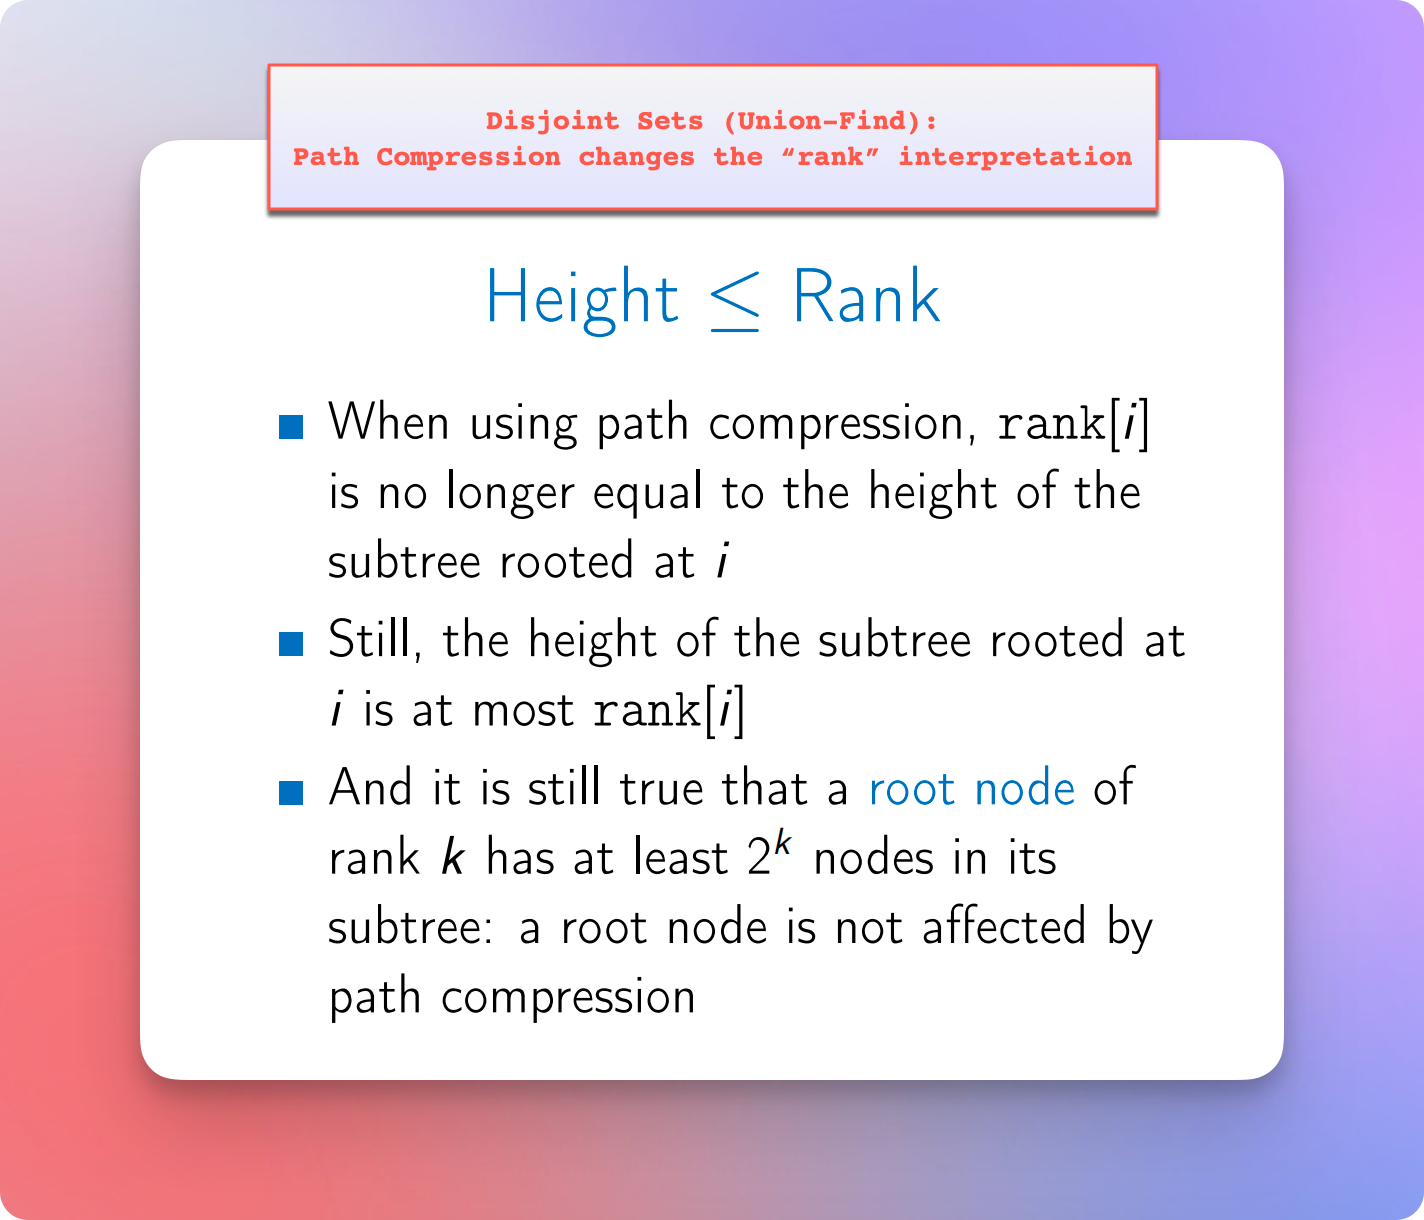 Disjoint Sets (Union-Find):
Path Compression changes the “rank” interpretation
Height ≤ Rank
When using path compression, rank[i]
is no longer equal to the height of the
subtree rooted at i
Still, the height of the subtree rooted at
i is at most rank[i]
And it is still true that a root node of
rank k has at least 2^k nodes in its
subtree: a root node is not affected by
path compression